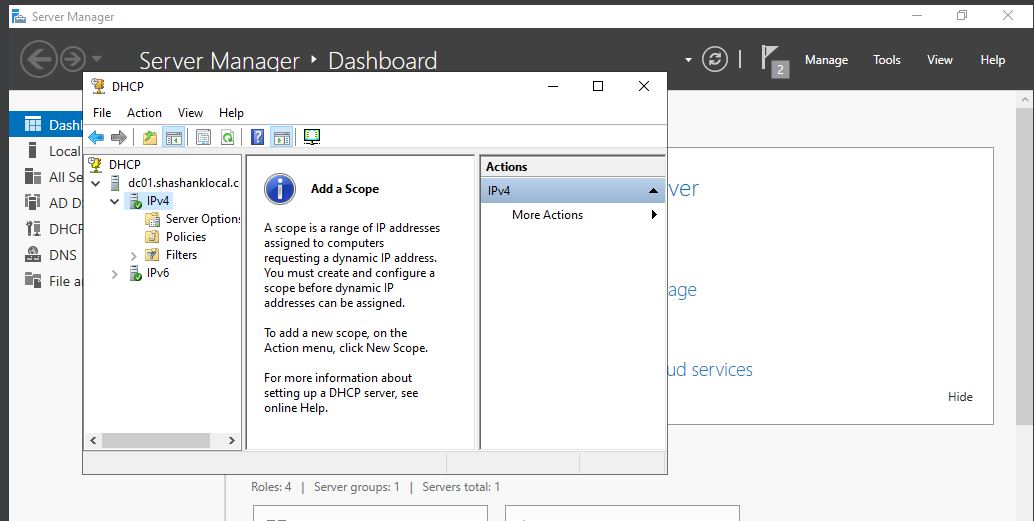 Server Manager
Server Manager ‣ Dashboard
2
Manage
Tools
View
Help
DHCP
File
Action
View
Help
Dash
Local
All Se
AD D
DHCP
DNS
File a
DHCP
dc01.shashanklocal.c
IPv4
Server Option
Policies
Filters
IPv6
Add a Scope
A scope is a range of IP addresses
assigned to computers
requesting a dynamic IP address.
You must create and configure a
scope before dynamic IP
addresses can be assigned.
To add a new scope, on the
Action menu, click New Scope.
For more information about
setting up a DHCP server, see
online Help.
Actions
IPv4
More Actions
ver
age
ud services
Hide
Roles: 4 | Server groups: 1 | Servers total: 1